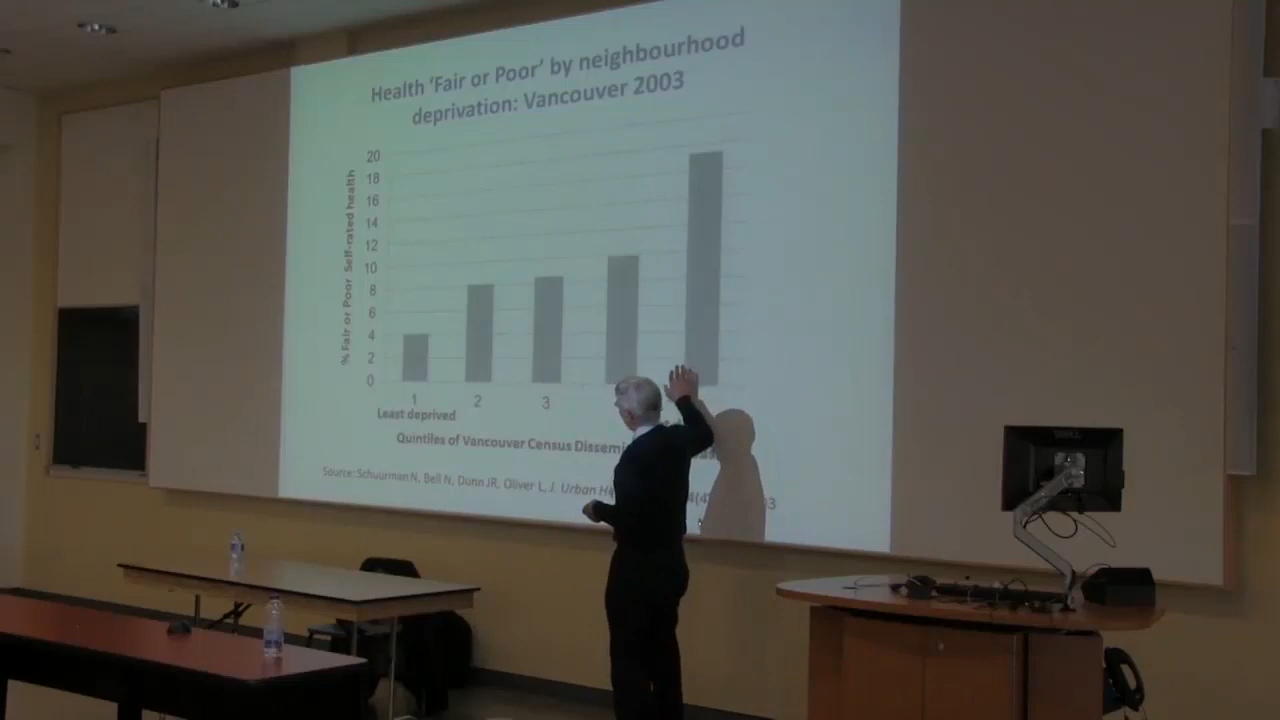 Health 'Fair or Poor' by neighbourhood
deprivation: Vancouver 2003
% Fair or Poor Self-rated health
20
18
16
14
12
10
8
6
4
2
0
1 2 3
Least deprived
Quintiles of Vancouver Census
Source: Schuurman N, Bell N, Dunn JR, Oliver L, J. Urban
DELL